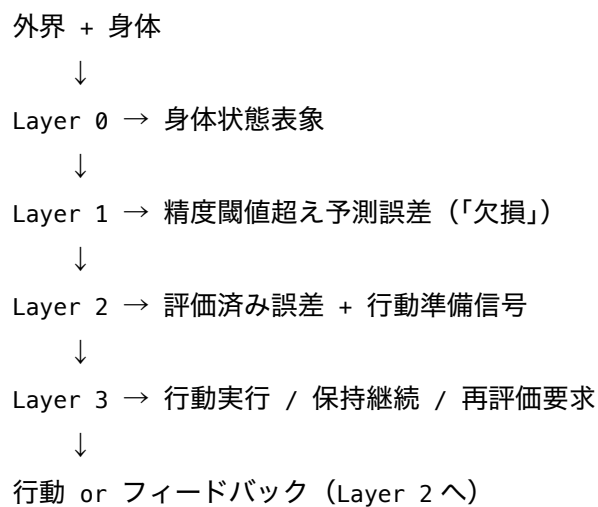 外界 + 身体
↓
Layer 0 → 身体状態表象
↓
Layer 1 → 精度閾値超え予測誤差（「欠損」）
↓
Layer 2 → 評価済み誤差 + 行動準備信号
↓
Layer 3 → 行動実行 / 保持継続 / 再評価要求
↓
行動 or フィードバック（Layer 2 へ）